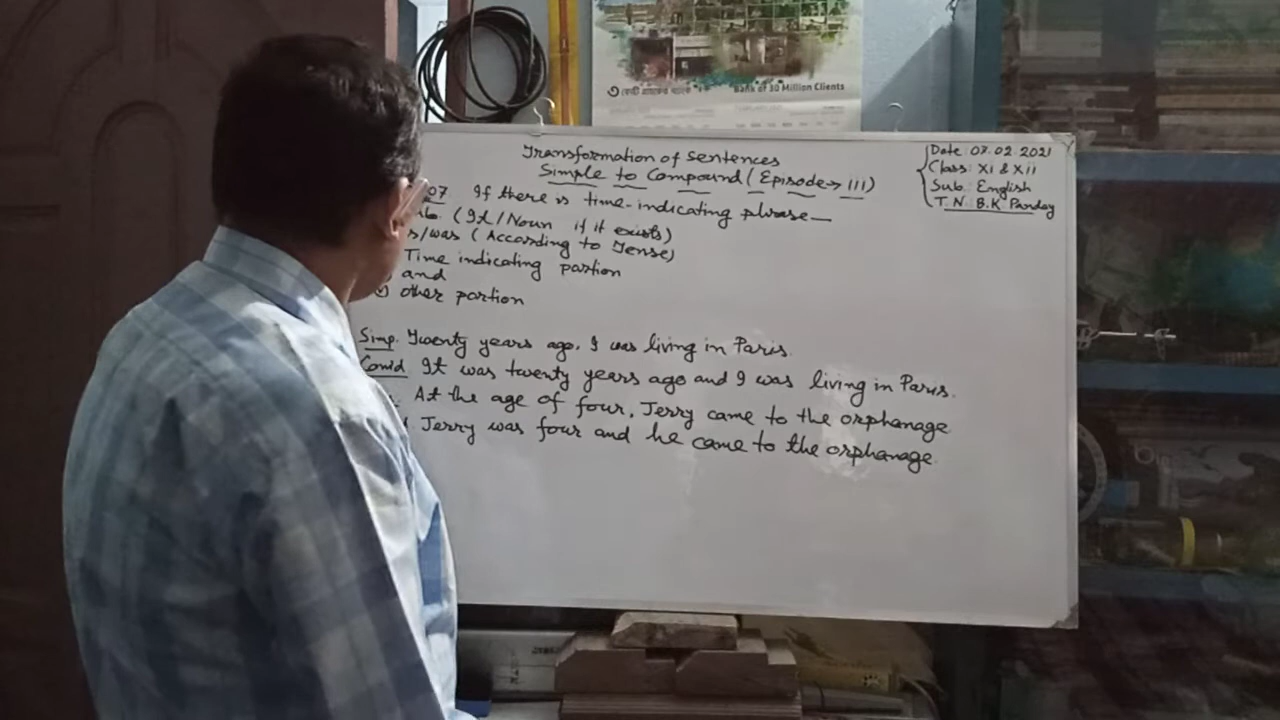 Bank of 30 Million Clients
Transformation of sentences
Simple to Compound (Episode→ III)
Date: 07.02.2021
Class: XI & XII
Sub: English
T.N: B.K Panday
07. If there is time-indicating phrase—
(It/Noun if it exists)
s/was (According to Tense)
Time indicating portion
and
other portion
Simp. Twenty years ago, I was living in Paris.
It was twenty years ago and I was living in Paris.
At the age of four, Jerry came to the orphanage
Jerry was four and he came to the orphanage.